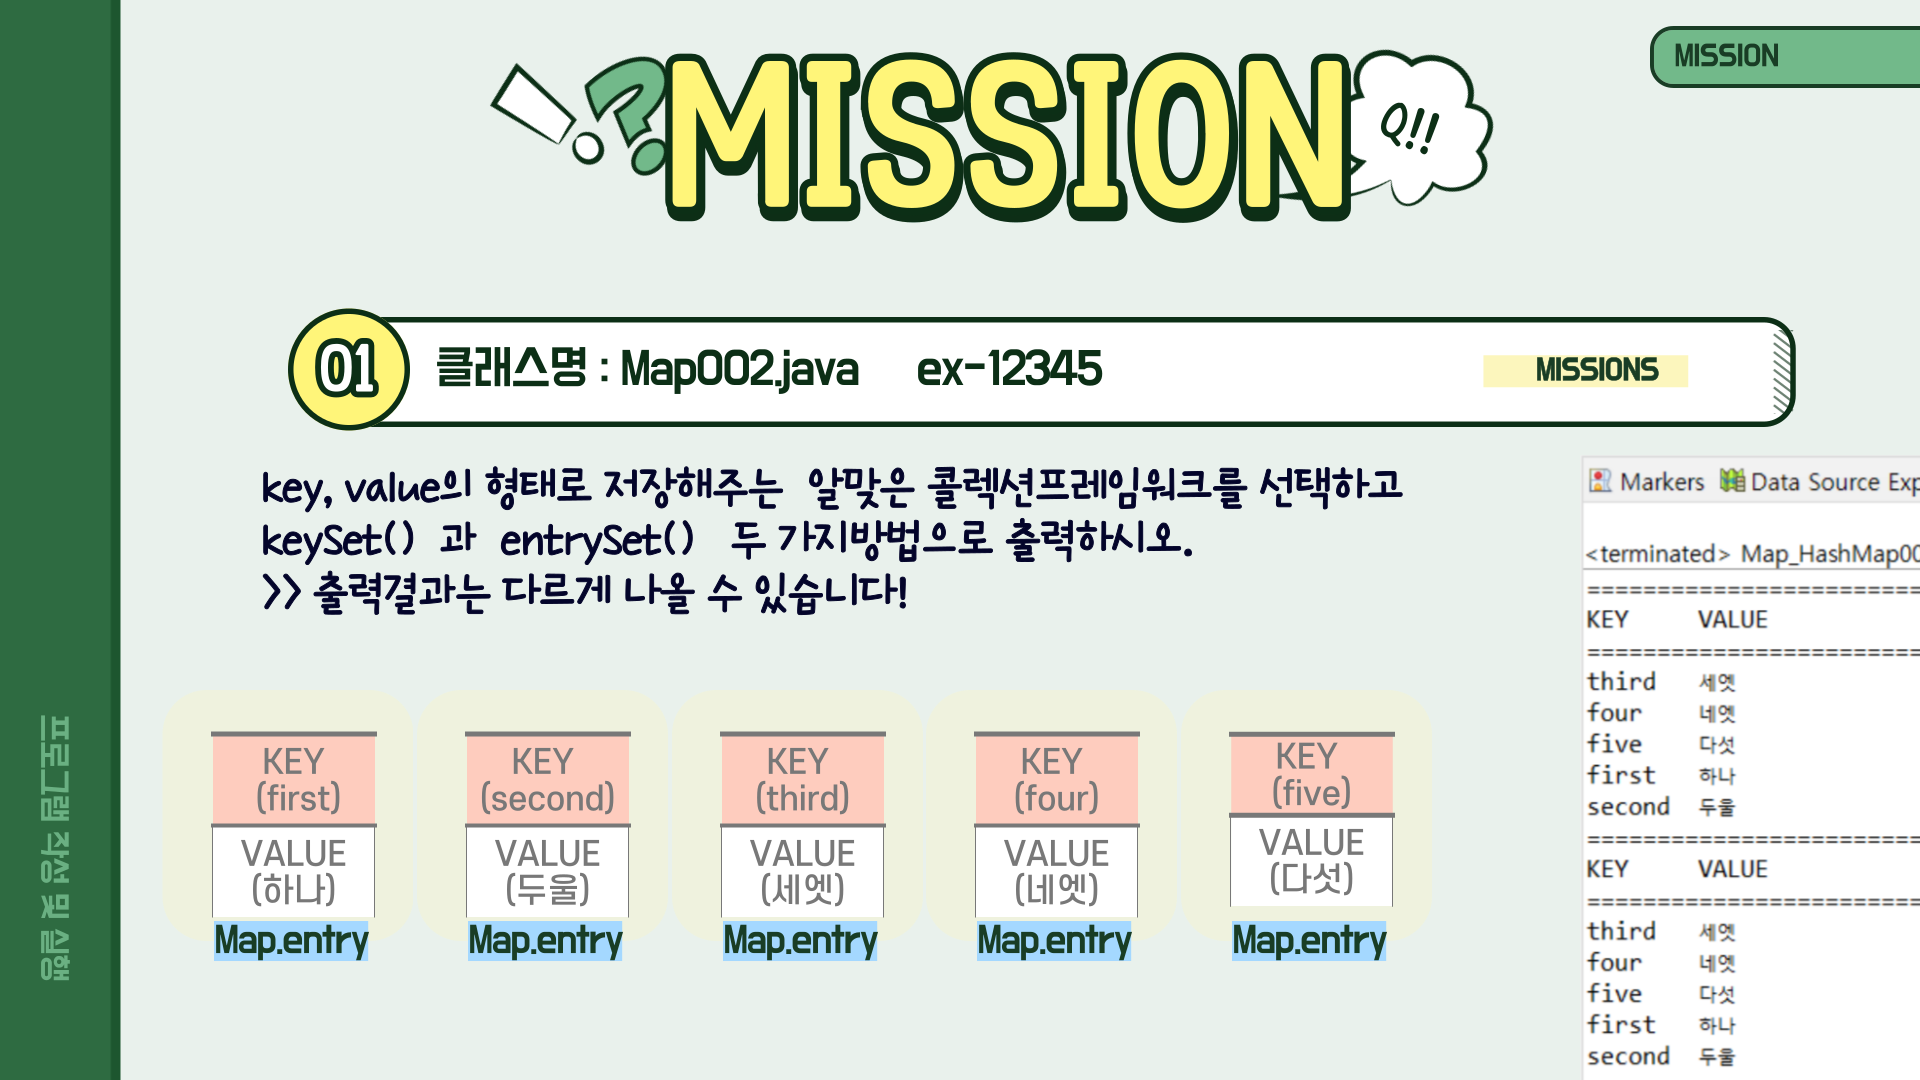 MISSION
MISSION
Q!!
01
클래스명 : Map002.java ex-12345
MISSIONS
key, value의 형태로 저장해주는 알맞은 콜렉션프레임워크를 선택하고
keySet() 과 entrySet() 두 가지방법으로 출력하시오.
>> 출력결과는 다르게 나올 수 있습니다!
KEY
(first)
VALUE
(하나)
Map.entry
KEY
(second)
VALUE
(두울)
Map.entry
KEY
(third)
VALUE
(세엣)
Map.entry
KEY
(four)
VALUE
(네엣)
Map.entry
KEY
(five)
VALUE
(다섯)
Map.entry
Markers Data Source Exp
<terminated> Map_HashMap00
========================
KEY VALUE
========================
third 세엣
four 네엣
five 다섯
first 하나
second 두울
========================
KEY VALUE
========================
third 세엣
four 네엣
five 다섯
first 하나
second 두울
프로그램 작성 및 실행